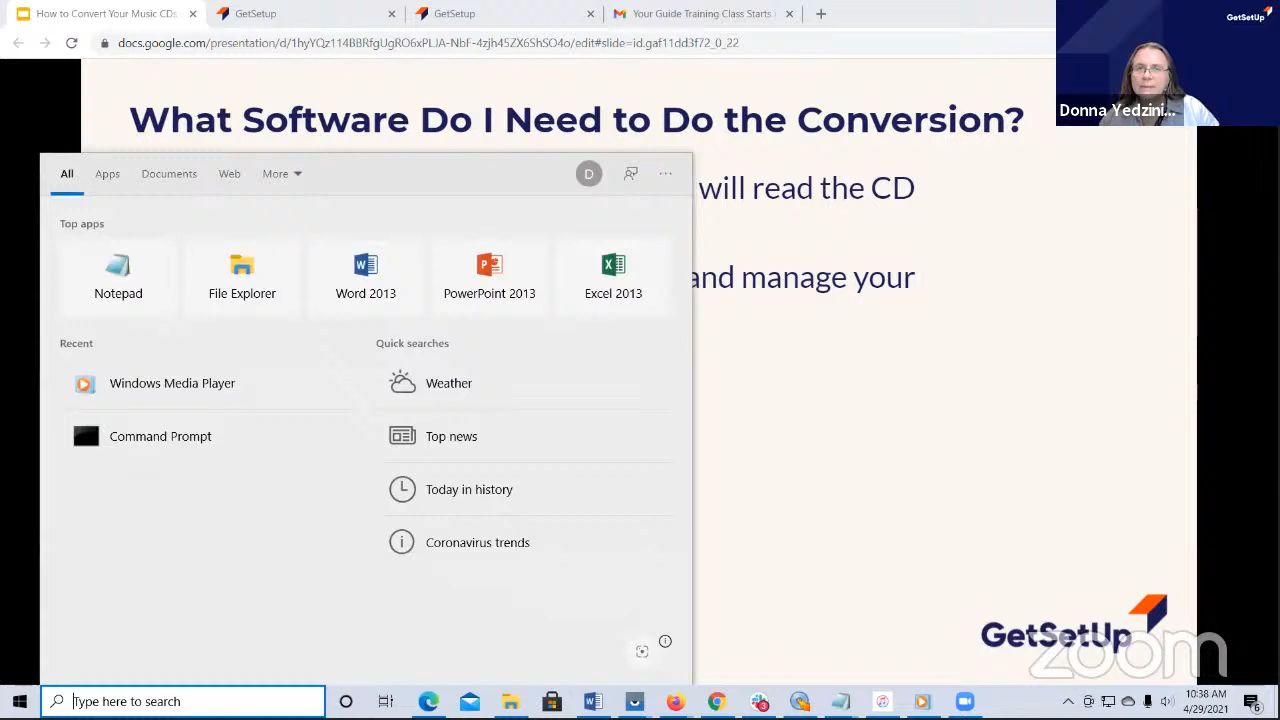 How to Convert Your Music CDs
GetSetUp
GetSetup
Your Guide Training Class Starts
docs.google.com/presentation/d/1hyYQz114BBRfgUgRO6xPLJA-NbF-4zjh45ZX6ShSO4o/edit#slide=id.gaf11dd3f72_0_22
GetSetUp
Donna Yedzini...
What Software Do I Need to Do the Conversion?
will read the CD
and manage your
All Apps Documents Web More
D
Top apps
Notepad File Explorer Word 2013 PowerPoint 2013 Excel 2013
Recent
Windows Media Player
Command Prompt
Quick searches
Weather
Top news
Today in history
Coronavirus trends
GetSetUp
zoom
Type here to search
3
10:38 AM
4/29/2021
6